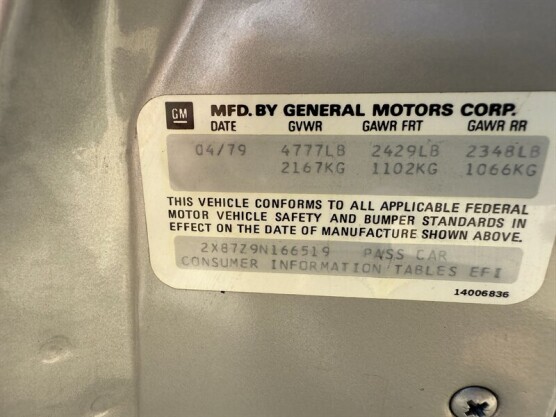 GM MFD. BY GENERAL MOTORS CORP.
DATE GVWR GAWR FRT GAWR RR
04/79 4777LB 2429LB 2348LB
2167KG 1102KG 1066KG
THIS VEHICLE CONFORMS TO ALL APPLICABLE FEDERAL
MOTOR VEHICLE SAFETY AND BUMPER STANDARDS IN
EFFECT ON THE DATE OF MANUFACTURE SHOWN ABOVE.
2X87Z9N166519 PASS CAR
CONSUMER INFORMATION TABLES EFI
14006836